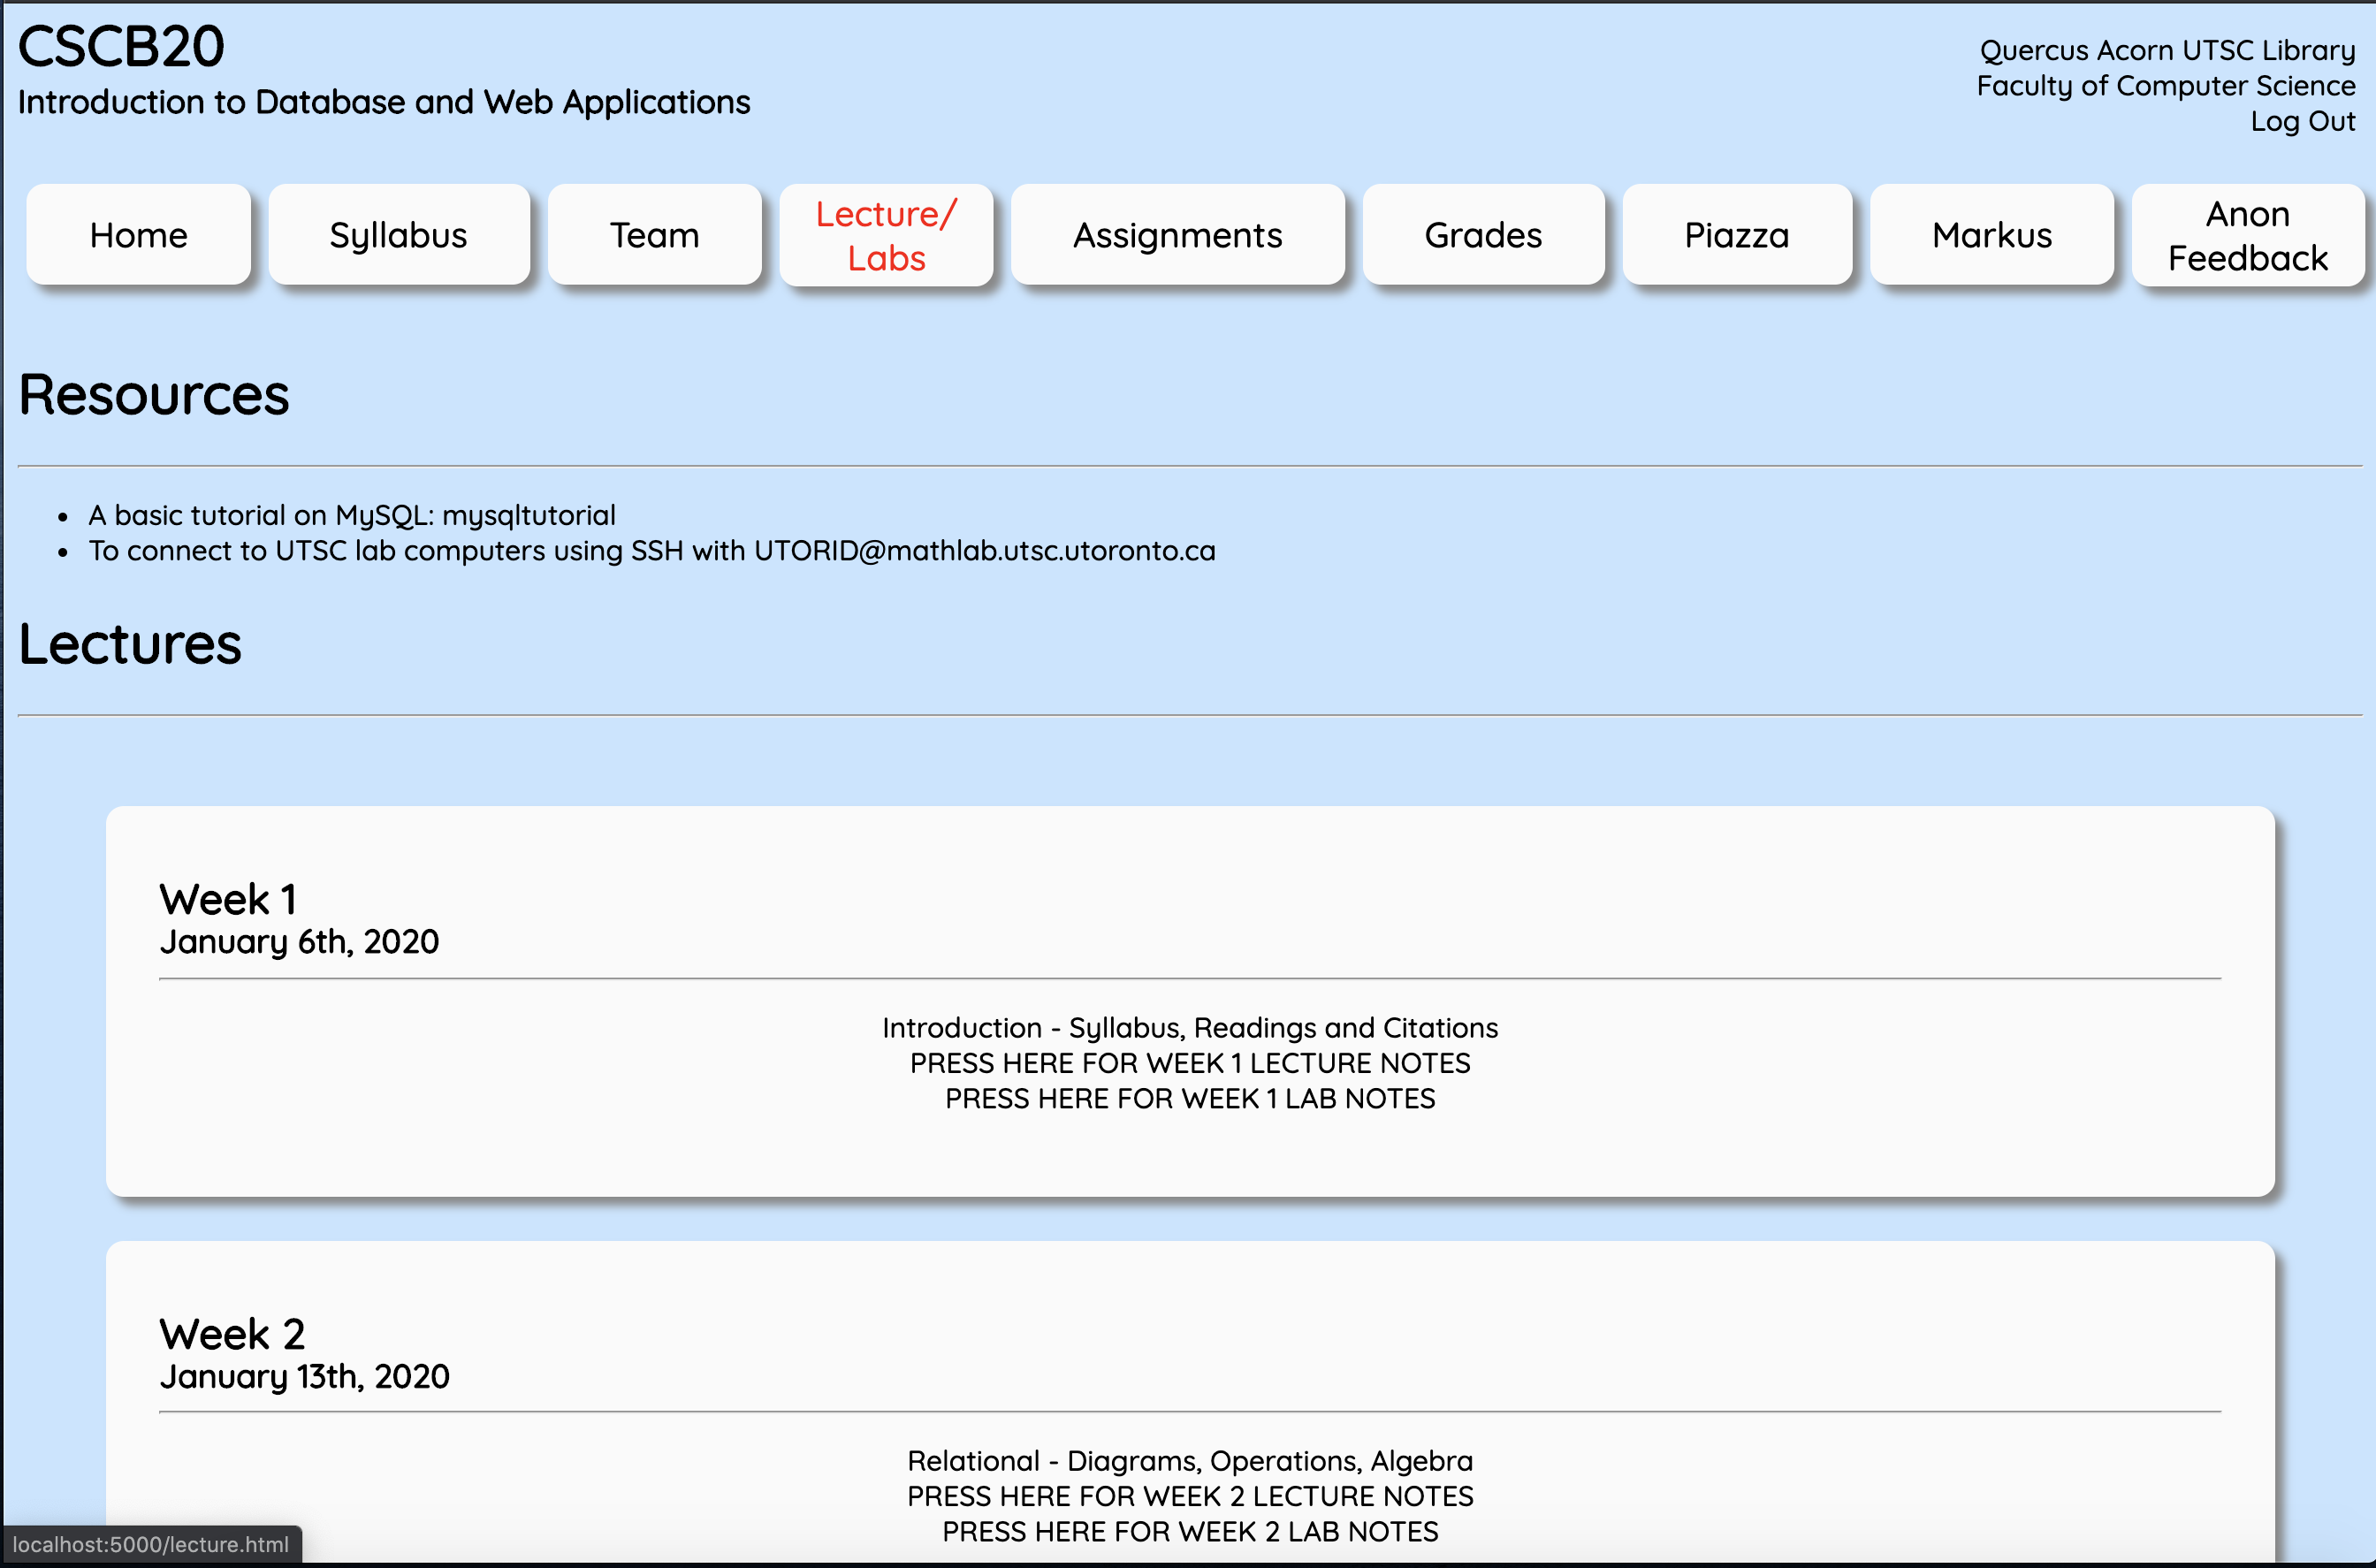 CSCB20
Introduction to Database and Web Applications
Quercus Acorn UTSC Library
Faculty of Computer Science
Log Out
Home
Syllabus
Team
Lecture/
Labs
Assignments
Grades
Piazza
Markus
Anon
Feedback
Resources
• A basic tutorial on MySQL: mysqltutorial
• To connect to UTSC lab computers using SSH with UTORID@mathlab.utsc.utoronto.ca
Lectures
Week 1
January 6th, 2020
Introduction - Syllabus, Readings and Citations
PRESS HERE FOR WEEK 1 LECTURE NOTES
PRESS HERE FOR WEEK 1 LAB NOTES
Week 2
January 13th, 2020
Relational - Diagrams, Operations, Algebra
PRESS HERE FOR WEEK 2 LECTURE NOTES
PRESS HERE FOR WEEK 2 LAB NOTES
localhost:5000/lecture.html